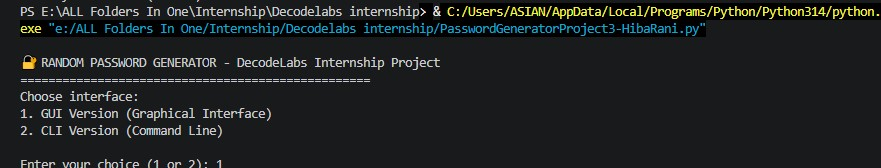 PS E:\ALL Folders In One\Internship\Decodelabs internship> & C:/Users/ASIAN/AppData/Local/Programs/Python/Python314/python.
exe "e:/ALL Folders In One/Internship/Decodelabs internship/PasswordGeneratorProject3-HibaRani.py"
🔐 RANDOM PASSWORD GENERATOR - DecodeLabs Internship Project
==================================================
Choose interface:
1. GUI Version (Graphical Interface)
2. CLI Version (Command Line)
Enter your choice (1 or 2): 1